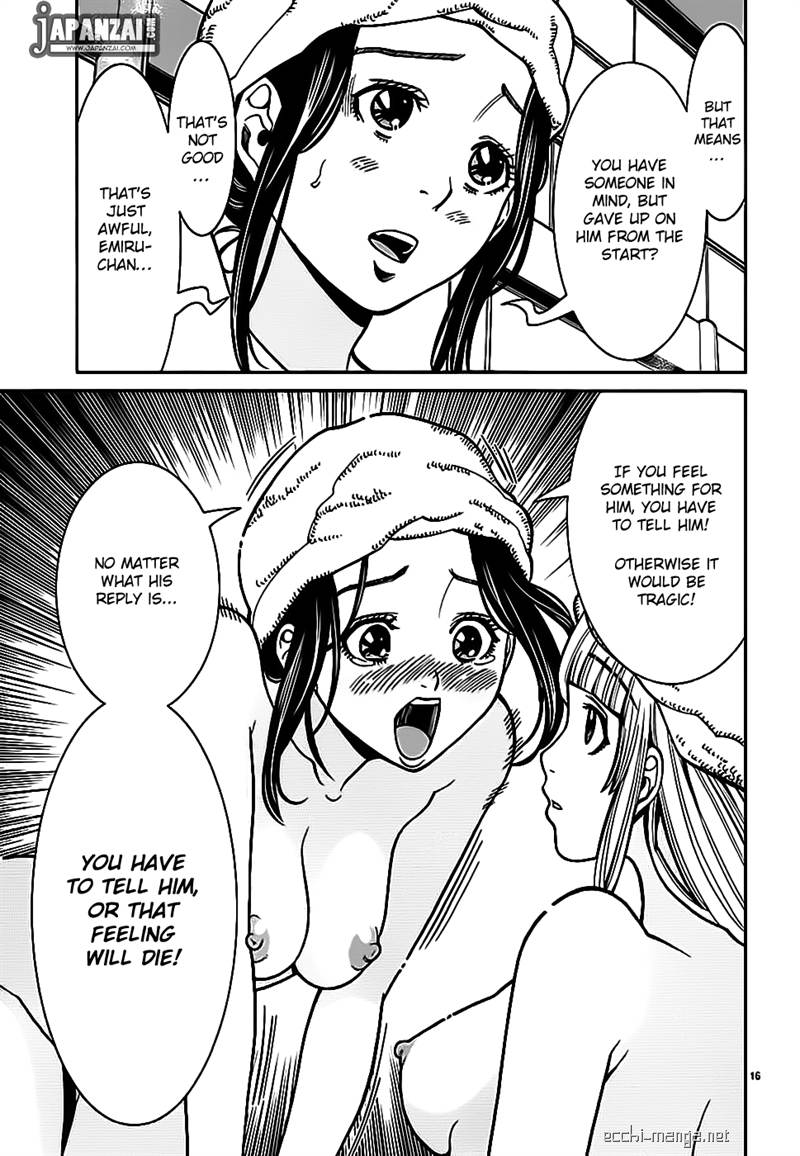 JAPANZAI.COM
WWW.JAPANZAI.COM
BUT
THAT
MEANS
...
YOU HAVE
SOMEONE IN
MIND, BUT
GAVE UP ON
HIM FROM THE
START?
THAT'S
NOT
GOOD
...
THAT'S
JUST
AWFUL,
EMIRU-
CHAN...
IF YOU FEEL
SOMETHING FOR
HIM, YOU HAVE
TO TELL HIM!
OTHERWISE IT
WOULD BE
TRAGIC!
NO MATTER
WHAT HIS
REPLY IS...
YOU HAVE
TO TELL HIM,
OR THAT
FEELING
WILL DIE!
16
ecchi-manga.net